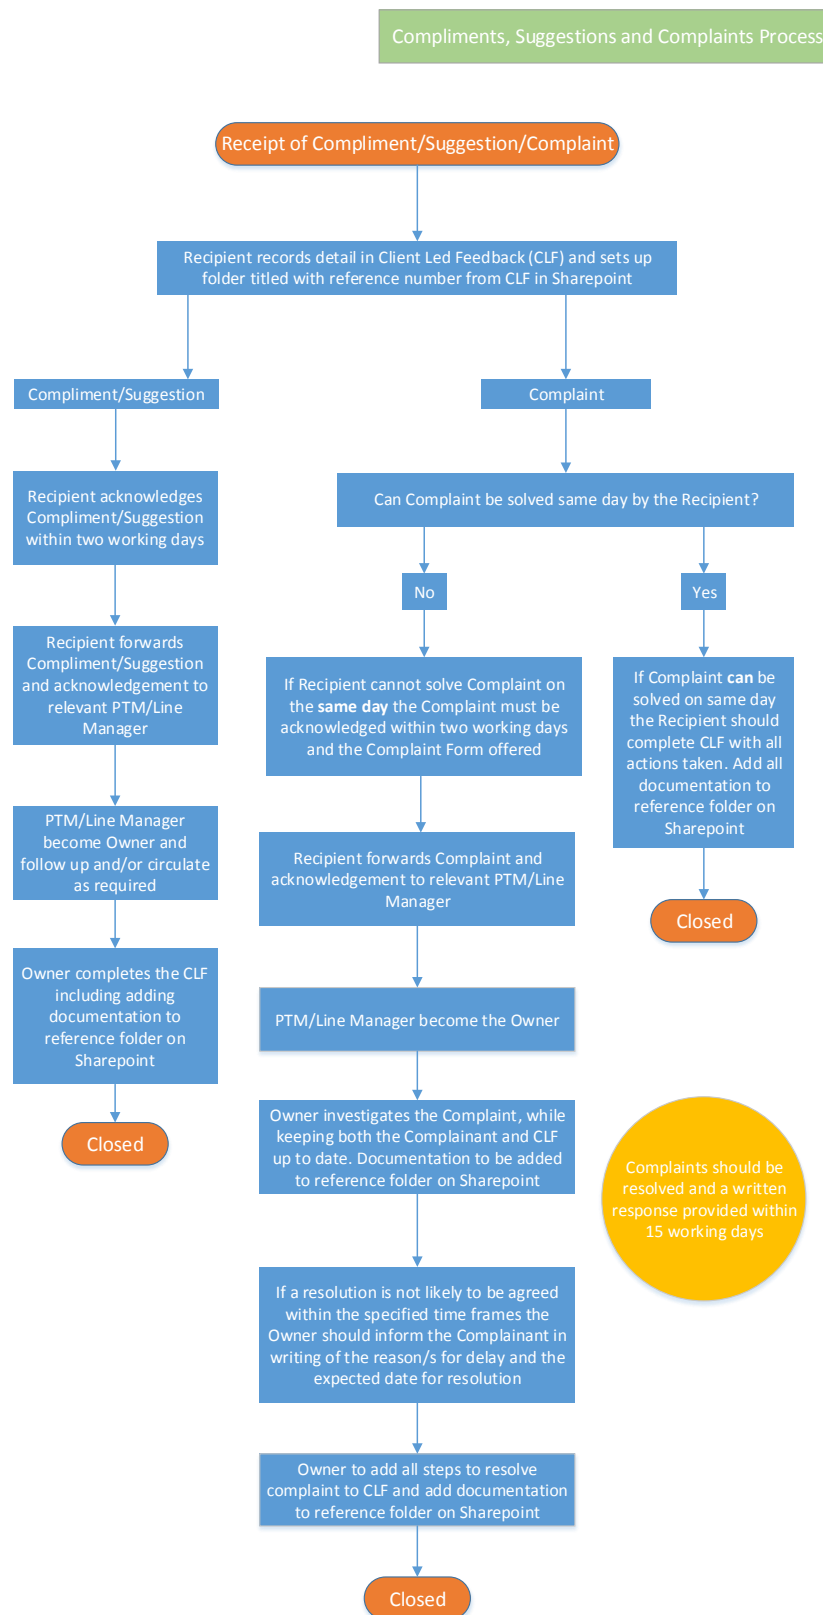 Compliments, Suggestions and Complaints Process
Receipt of Compliment/Suggestion/Complaint
Recipient records detail in Client Led Feedback (CLF) and sets up
folder titled with reference number from CLF in Sharepoint
Compliment/Suggestion
Complaint
Recipient acknowledges
Compliment/Suggestion
within two working days
Can Complaint be solved same day by the Recipient?
No
Yes
Recipient forwards
Compliment/Suggestion
and acknowledgement to
relevant PTM/Line
Manager
If Recipient cannot solve Complaint on
the same day the Complaint must be
acknowledged within two working days
and the Complaint Form offered
If Complaint can be
solved on same day
the Recipient should
complete CLF with all
actions taken. Add all
documentation to
reference folder on
Sharepoint
PTM/Line Manager
become Owner and
follow up and/or circulate
as required
Recipient forwards Complaint and
acknowledgement to relevant PTM/Line
Manager
Closed
Owner completes the CLF
including adding
documentation to
reference folder on
Sharepoint
PTM/Line Manager become the Owner
Closed
Owner investigates the Complaint, while
keeping both the Complainant and CLF
up to date. Documentation to be added
to reference folder on Sharepoint
Complaints should be
resolved and a written
response provided within
15 working days
If a resolution is not likely to be agreed
within the specified time frames the
Owner should inform the Complainant in
writing of the reason/s for delay and the
expected date for resolution
Owner to add all steps to resolve
complaint to CLF and add documentation
to reference folder on Sharepoint
Closed